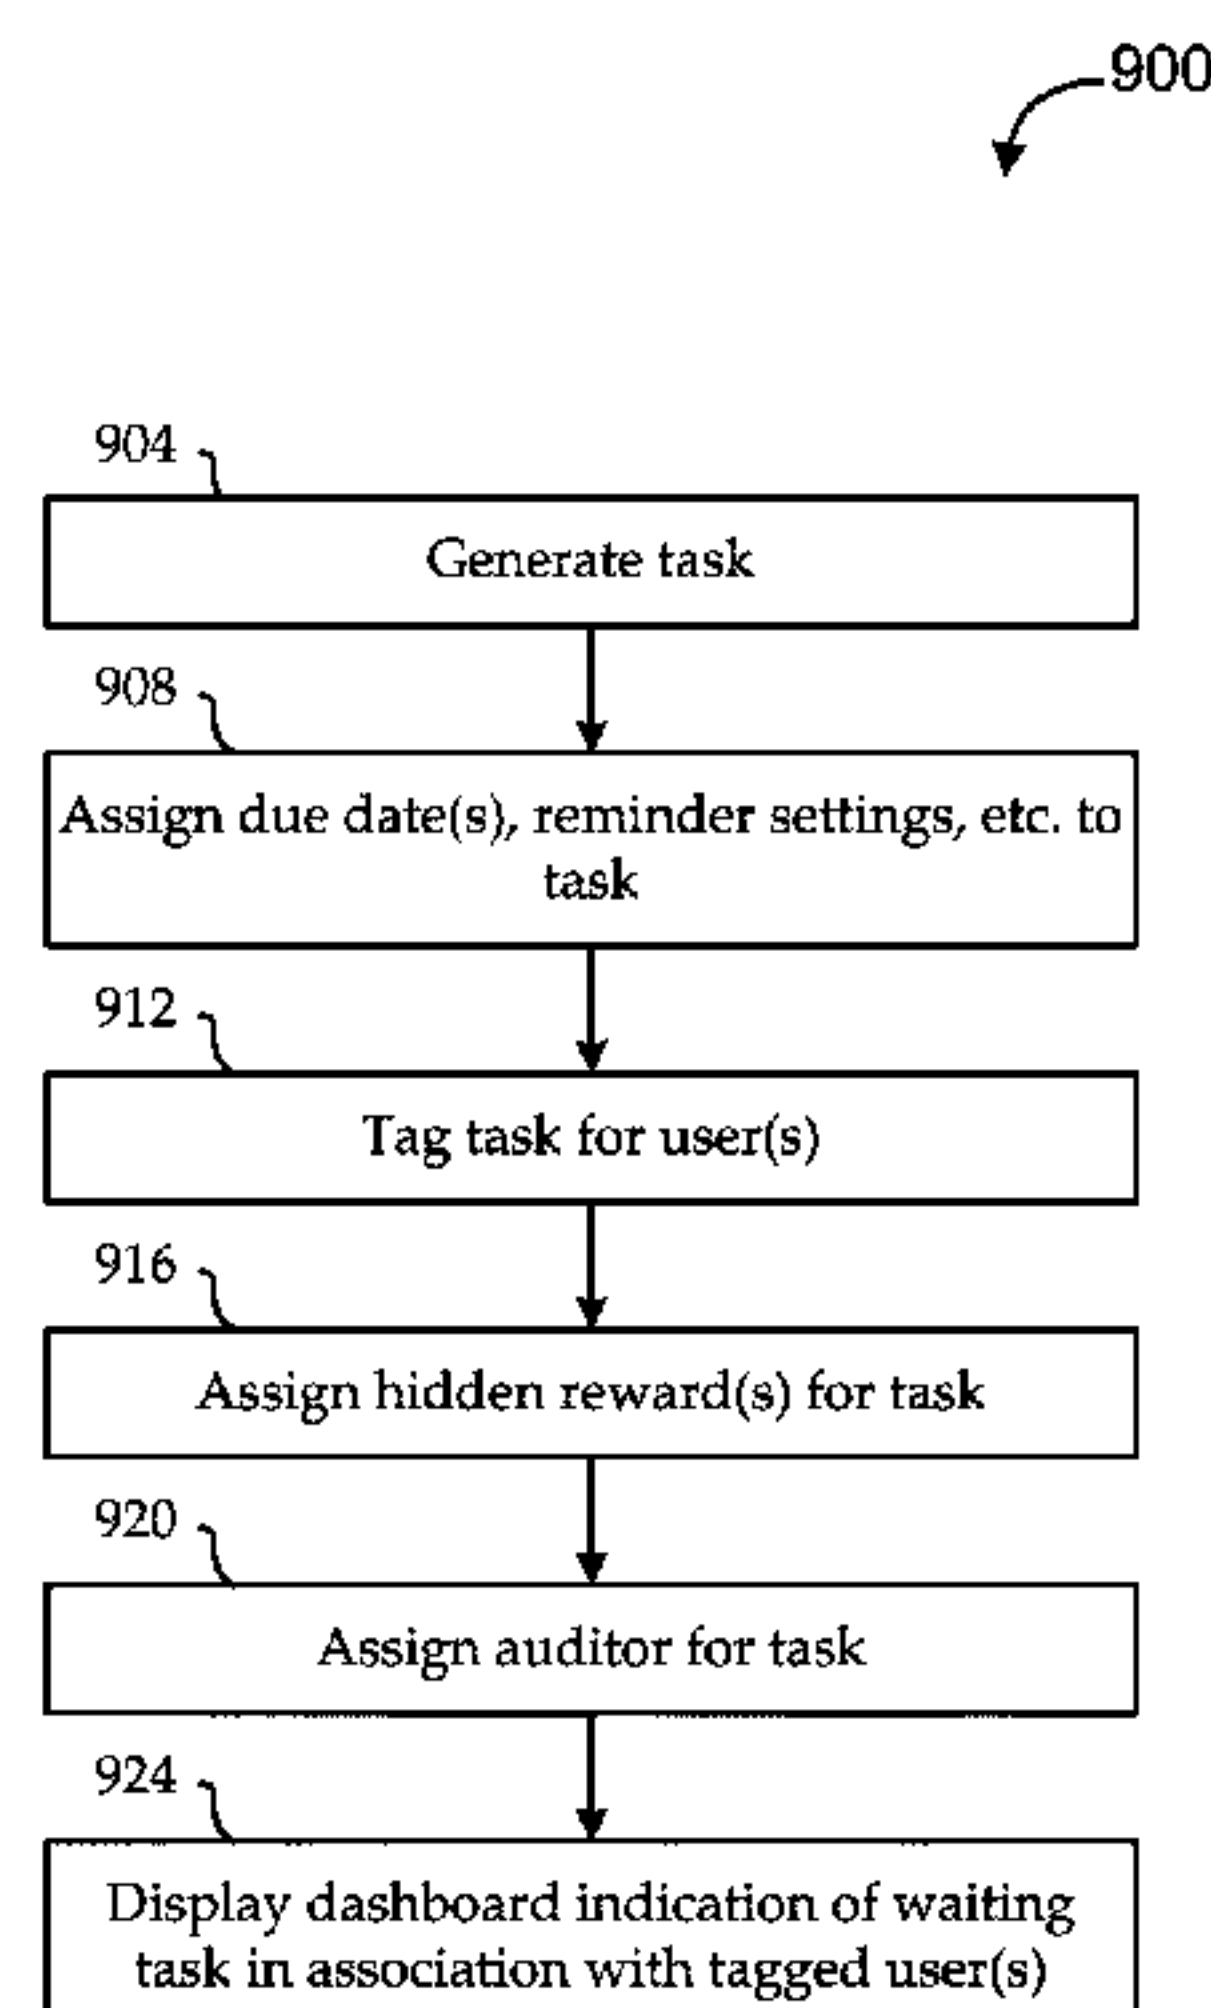 900
904
Generate task
908
Assign due date(s), reminder settings, etc. to
task
912
Tag task for user(s)
916
Assign hidden reward(s) for task
920
Assign auditor for task
924
Display dashboard indication of waiting
task in association with tagged user(s)